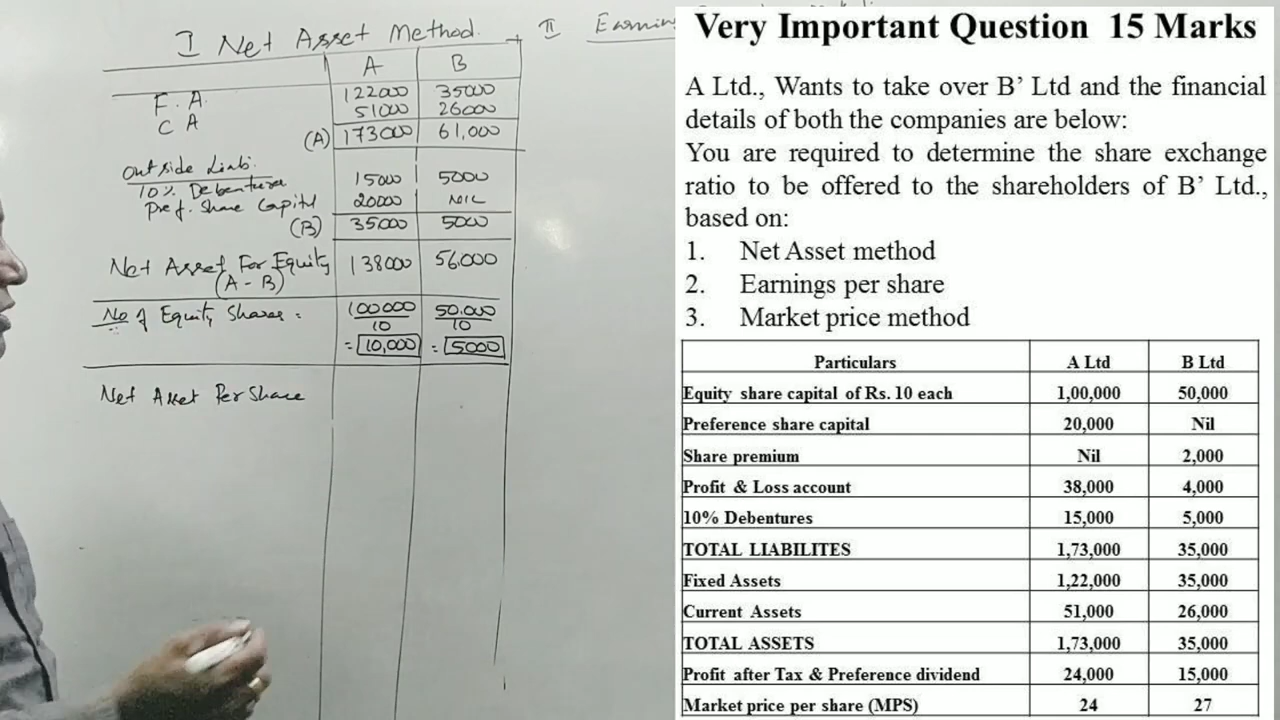 I Net Asset Method.
II Earnin
A B
F. A. 122000 35000
C A 51000 26000
(A) 173000 61,000
Outside Liabi.
10% Debentures 15000 5000
Pref. Share Capital 20000 NIL
(B) 35000 5000
Net Asset For Equity 138000 56.000
(A - B)
No of Equity Shares = 100000/10 50.000/10
= 10,000 = 5000
Net Asset Per Share
Very Important Question 15 Marks
A Ltd., Wants to take over B’ Ltd and the financial
details of both the companies are below:
You are required to determine the share exchange
ratio to be offered to the shareholders of B’ Ltd.,
based on:
1. Net Asset method
2. Earnings per share
3. Market price method
Particulars A Ltd B Ltd
Equity share capital of Rs. 10 each 1,00,000 50,000
Preference share capital 20,000 Nil
Share premium Nil 2,000
Profit & Loss account 38,000 4,000
10% Debentures 15,000 5,000
TOTAL LIABILITES 1,73,000 35,000
Fixed Assets 1,22,000 35,000
Current Assets 51,000 26,000
TOTAL ASSETS 1,73,000 35,000
Profit after Tax & Preference dividend 24,000 15,000
Market price per share (MPS) 24 27